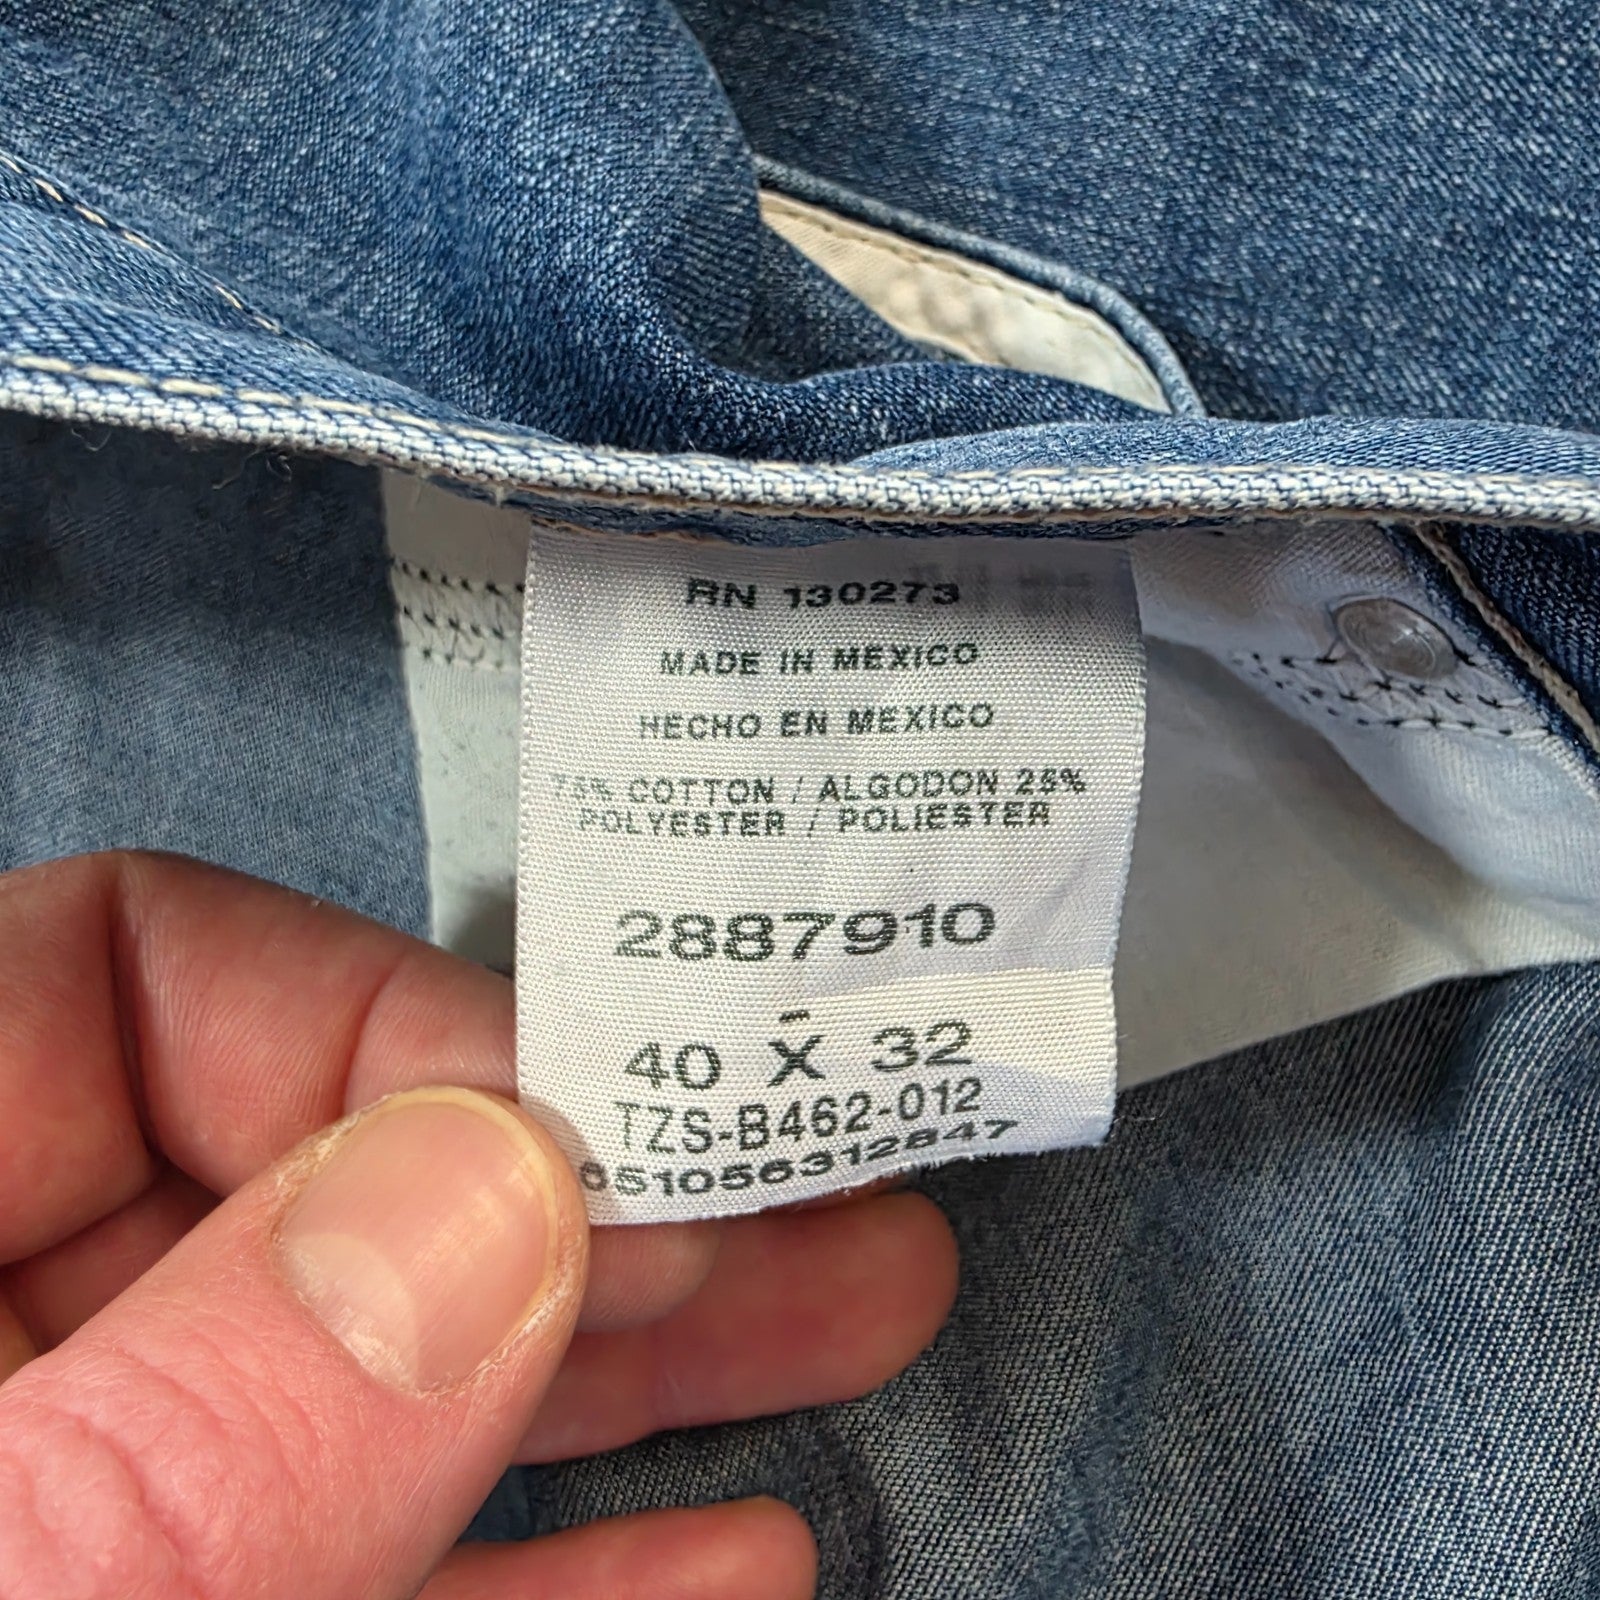 RN 130273
MADE IN MEXICO
HECHO EN MEXICO
75% COTTON / ALGODON 25%
POLYESTER / POLIESTER
2887910
40 X 32
TZS-B462-012
651056312847